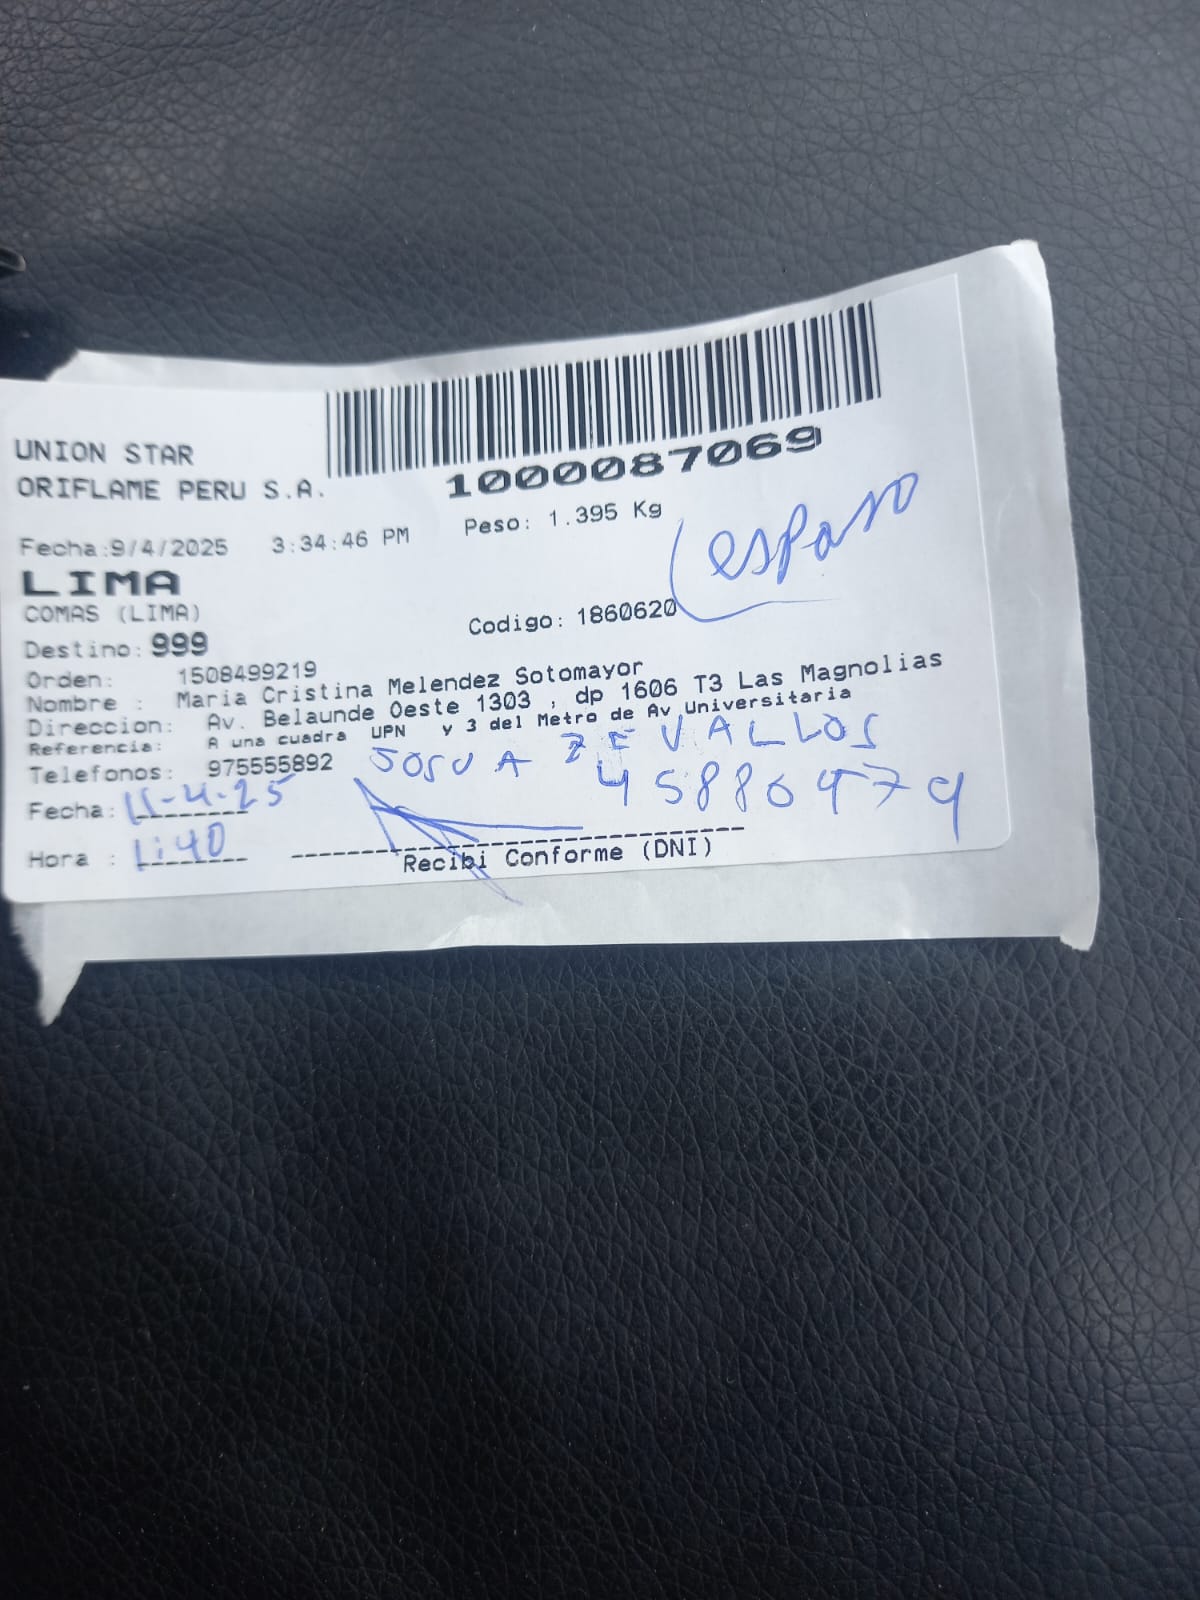 1000087069
UNION STAR
ORIFLAME PERU S.A.
Fecha:9/4/2025 3:34:46 PM Peso: 1.395 Kg
LIMA
COMAS (LIMA)
esposo
Destino: 999 Codigo: 1860620
Orden: 1508499219
Nombre : Maria Cristina Melendez Sotomayor
Direccion: Av. Belaunde Oeste 1303 , dp 1606 T3 Las Magnolias
Referencia: A una cuadra UPN y 3 del Metro de Av Universitaria
Telefonos: 975555892
JOSUA ZEVALLOS
45880979
Fecha: 11-4-25
Hora : 1:40
Recibi Conforme (DNI)